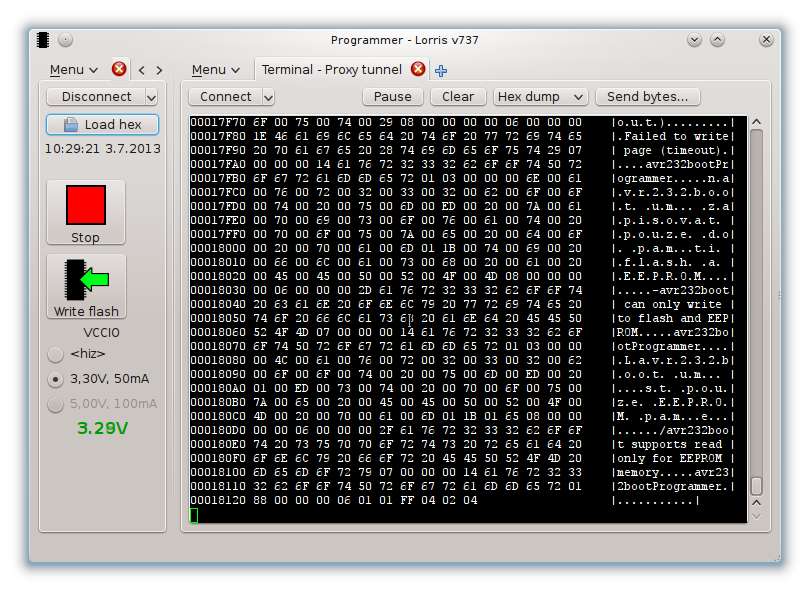 Programmer - Lorris v737
Menu
Menu
Terminal - Proxy tunnel
Disconnect
Connect
Pause
Clear
Hex dump
Send bytes...
Load hex
10:29:21 3.7.2013
Stop
Write flash
VCCIO
<hiz>
3,30V, 50mA
5,00V, 100mA
3.29V
00017F70 6F 00 75 00 74 00 29 08 00 00 00 00 06 00 00 00 |o.u.t.).........|
00017F80 1E 46 61 69 6C 65 64 20 74 6F 20 77 72 69 74 65 |.Failed to write|
00017F90 20 70 61 67 65 20 28 74 69 6D 65 6F 75 74 29 07 | page (timeout).|
00017FA0 00 00 00 14 61 76 72 32 33 32 62 6F 6F 74 50 72 |....avr232bootPr|
00017FB0 6F 67 72 61 6D 6D 65 72 01 03 00 00 00 6E 00 61 |ogrammer.....n.a|
00017FC0 00 76 00 72 00 32 00 33 00 32 00 62 00 6F 00 6F |.v.r.2.3.2.b.o.o|
00017FD0 00 74 00 20 00 75 00 6D 00 ED 00 20 00 7A 00 61 |.t. .u.m... .z.a|
00017FE0 00 70 00 69 00 73 00 6F 00 76 00 61 00 74 00 20 |.p.i.s.o.v.a.t. |
00017FF0 00 70 00 6F 00 75 00 7A 00 65 00 20 00 64 00 6F |.p.o.u.z.e. .d.o|
00018000 00 20 00 70 00 61 00 6D 01 1B 00 74 00 69 00 20 |. .p.a.m...t.i. |
00018010 00 66 00 6C 00 61 00 73 00 68 00 20 00 61 00 20 |.f.l.a.s.h. .a. |
00018020 00 45 00 45 00 50 00 52 00 4F 00 4D 08 00 00 00 |.E.E.P.R.O.M....|
00018030 00 06 00 00 00 2D 61 76 72 32 33 32 62 6F 6F 74 |.....-avr232boot|
00018040 20 63 61 6E 20 6F 6E 6C 79 20 77 72 69 74 65 20 | can only write |
00018050 74 6F 20 66 6C 61 73 68 20 61 6E 64 20 45 45 50 |to flash and EEP|
00018060 52 4F 4D 07 00 00 00 14 61 76 72 32 33 32 62 6F |ROM.....avr232bo|
00018070 6F 74 50 72 6F 67 72 61 6D 6D 65 72 01 03 00 00 |otProgrammer....|
00018080 00 4C 00 61 00 76 00 72 00 32 00 33 00 32 00 62 |.L.a.v.r.2.3.2.b|
00018090 00 6F 00 6F 00 74 00 20 00 75 00 6D 00 ED 00 20 |.o.o.t. .u.m... |
000180A0 01 00 ED 00 73 00 74 00 20 00 70 00 6F 00 75 00 |....s.t. .p.o.u.|
000180B0 7A 00 65 00 20 00 45 00 45 00 50 00 52 00 4F 00 |z.e. .E.E.P.R.O.|
000180C0 4D 00 20 00 70 00 61 00 6D 01 1B 01 65 08 00 00 |M. .p.a.m...e...|
000180D0 00 00 06 00 00 00 2F 61 76 72 32 33 32 62 6F 6F |....../avr232boo|
000180E0 74 20 73 75 70 70 6F 72 74 73 20 72 65 61 64 20 |t supports read |
000180F0 6F 6E 6C 79 20 66 6F 72 20 45 45 50 52 4F 4D 20 |only for EEPROM |
00018100 6D 65 6D 6F 72 79 07 00 00 00 14 61 76 72 32 33 |memory.....avr23|
00018110 32 62 6F 6F 74 50 72 6F 67 72 61 6D 6D 65 72 01 |2bootProgrammer.|
00018120 88 00 00 00 06 01 01 FF 04 02 04 |...........|